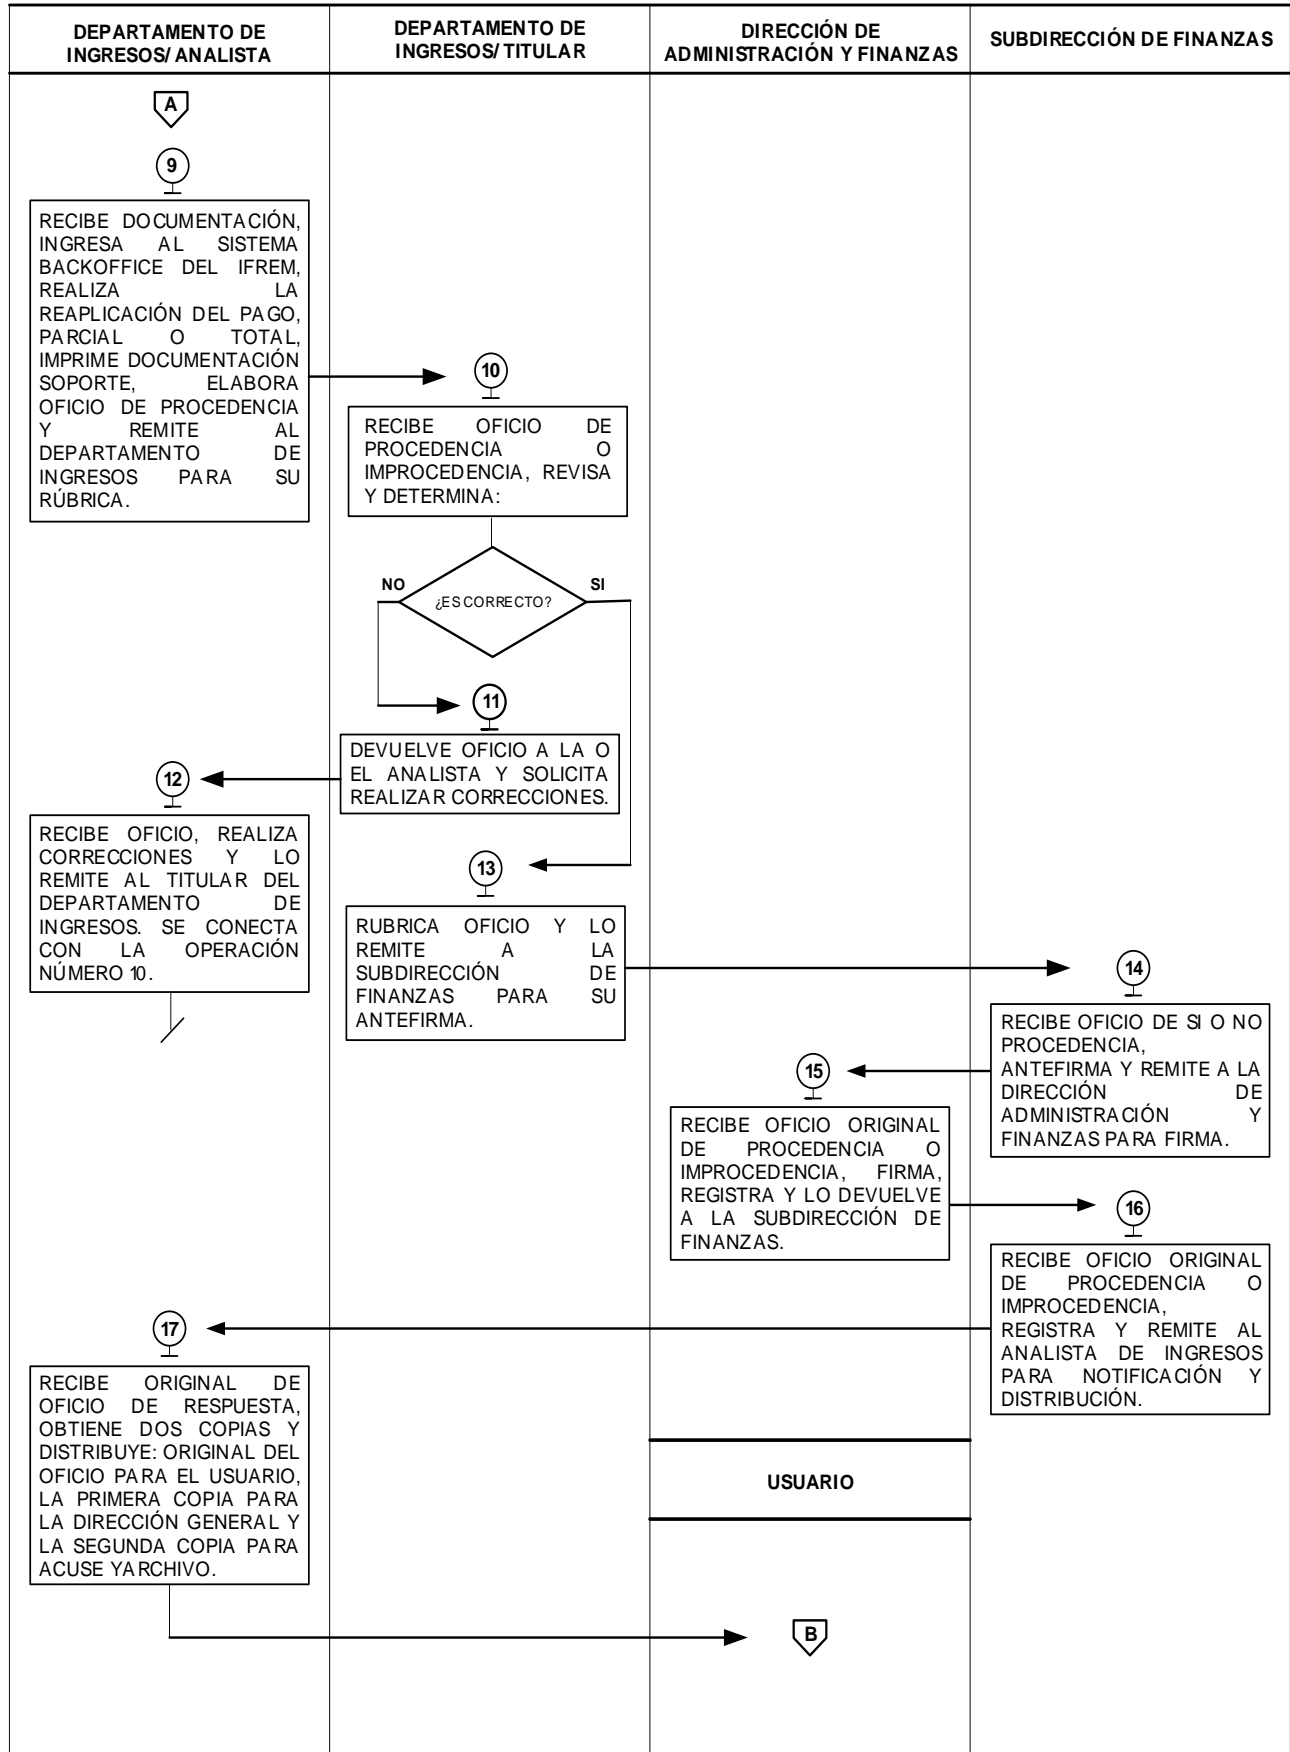 DEPARTAMENTO DE
INGRESOS/ ANALISTA
DEPARTAMENTO DE
INGRESOS/ TITULAR
DIRECCIÓN DE
ADMINISTRACIÓN Y FINANZAS
SUBDIRECCIÓN DE FINANZAS
A
9
RECIBE DOCUMENTACIÓN,
INGRESA AL SISTEMA
BACKOFFICE DEL IFREM,
REALIZA LA
REAPLICACIÓN DEL PAGO,
PARCIAL O TOTAL,
IMPRIME DOCUMENTACIÓN
SOPORTE, ELABORA
OFICIO DE PROCEDENCIA
Y REMITE AL
DEPARTAMENTO DE
INGRESOS PARA SU
RÚBRICA.
10
RECIBE OFICIO DE
PROCEDENCIA O
IMPROCEDENCIA, REVISA
Y DETERMINA:
NO
¿ES CORRECTO?
SI
11
DEVUELVE OFICIO A LA O
EL ANALISTA Y SOLICITA
REALIZAR CORRECCIONES.
12
RECIBE OFICIO, REALIZA
CORRECCIONES Y LO
REMITE AL TITULAR DEL
DEPARTAMENTO DE
INGRESOS. SE CONECTA
CON LA OPERACIÓN
NÚMERO 10.
13
RUBRICA OFICIO Y LO
REMITE A LA
SUBDIRECCIÓN DE
FINANZAS PARA SU
ANTEFIRMA.
14
RECIBE OFICIO DE SI O NO
PROCEDENCIA,
ANTEFIRMA Y REMITE A LA
DIRECCIÓN DE
ADMINISTRACIÓN Y
FINANZAS PARA FIRMA.
15
RECIBE OFICIO ORIGINAL
DE PROCEDENCIA O
IMPROCEDENCIA, FIRMA,
REGISTRA Y LO DEVUELVE
A LA SUBDIRECCIÓN DE
FINANZAS.
16
RECIBE OFICIO ORIGINAL
DE PROCEDENCIA O
IMPROCEDENCIA,
REGISTRA Y REMITE AL
ANALISTA DE INGRESOS
PARA NOTIFICACIÓN Y
DISTRIBUCIÓN.
17
RECIBE ORIGINAL DE
OFICIO DE RESPUESTA,
OBTIENE DOS COPIAS Y
DISTRIBUYE: ORIGINAL DEL
OFICIO PARA EL USUARIO,
LA PRIMERA COPIA PARA
LA DIRECCIÓN GENERAL Y
LA SEGUNDA COPIA PARA
ACUSE YARCHIVO.
USUARIO
B